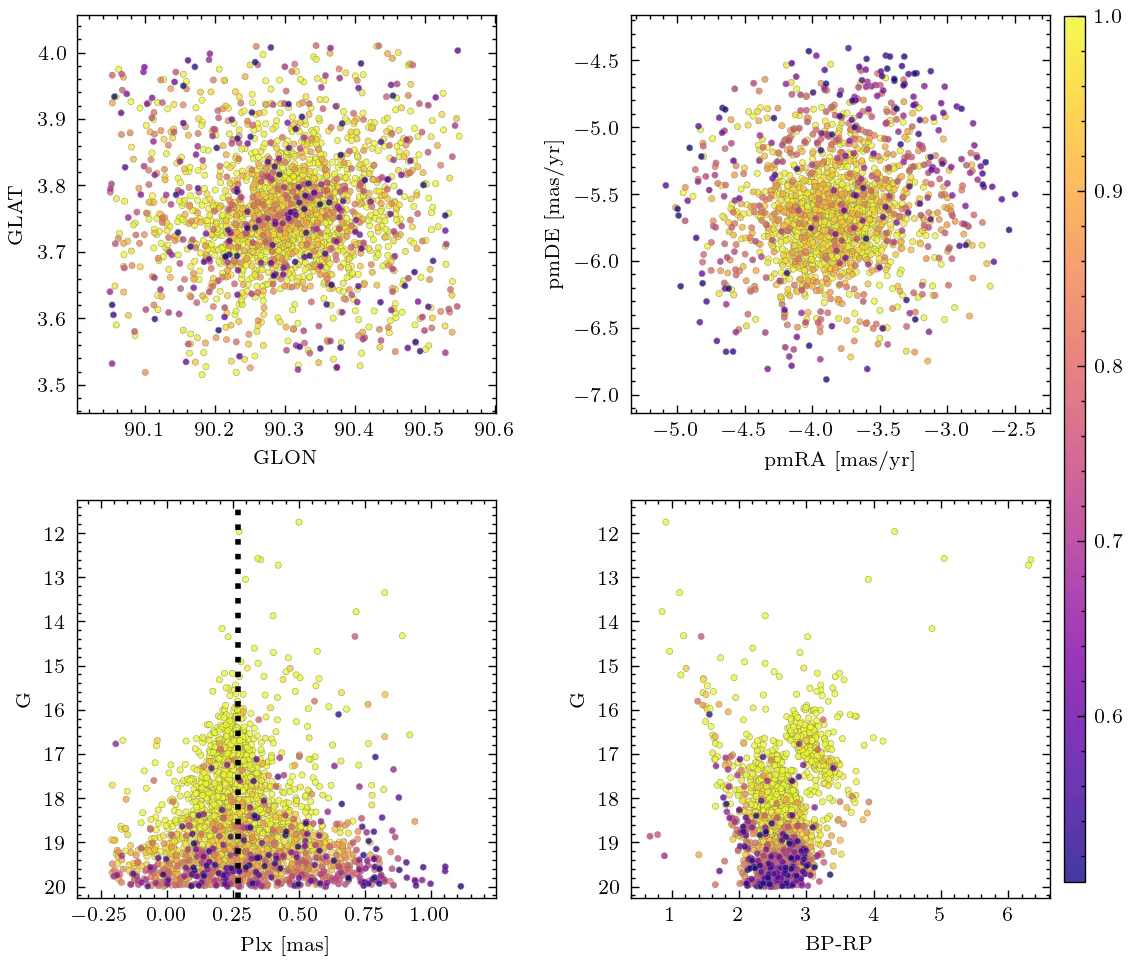 4.0
3.9
3.8
3.7
3.6
3.5
GLAT
90.1 90.2 90.3 90.4 90.5 90.6
GLON
−4.5
−5.0
−5.5
−6.0
−6.5
−7.0
pmDE [mas/yr]
−5.0 −4.5 −4.0 −3.5 −3.0 −2.5
pmRA [mas/yr]
1.0
0.9
0.8
0.7
0.6
12
13
14
15
16
17
18
19
20
G
−0.25 0.00 0.25 0.50 0.75 1.00
Plx [mas]
12
13
14
15
16
17
18
19
20
G
1 2 3 4 5 6
BP-RP